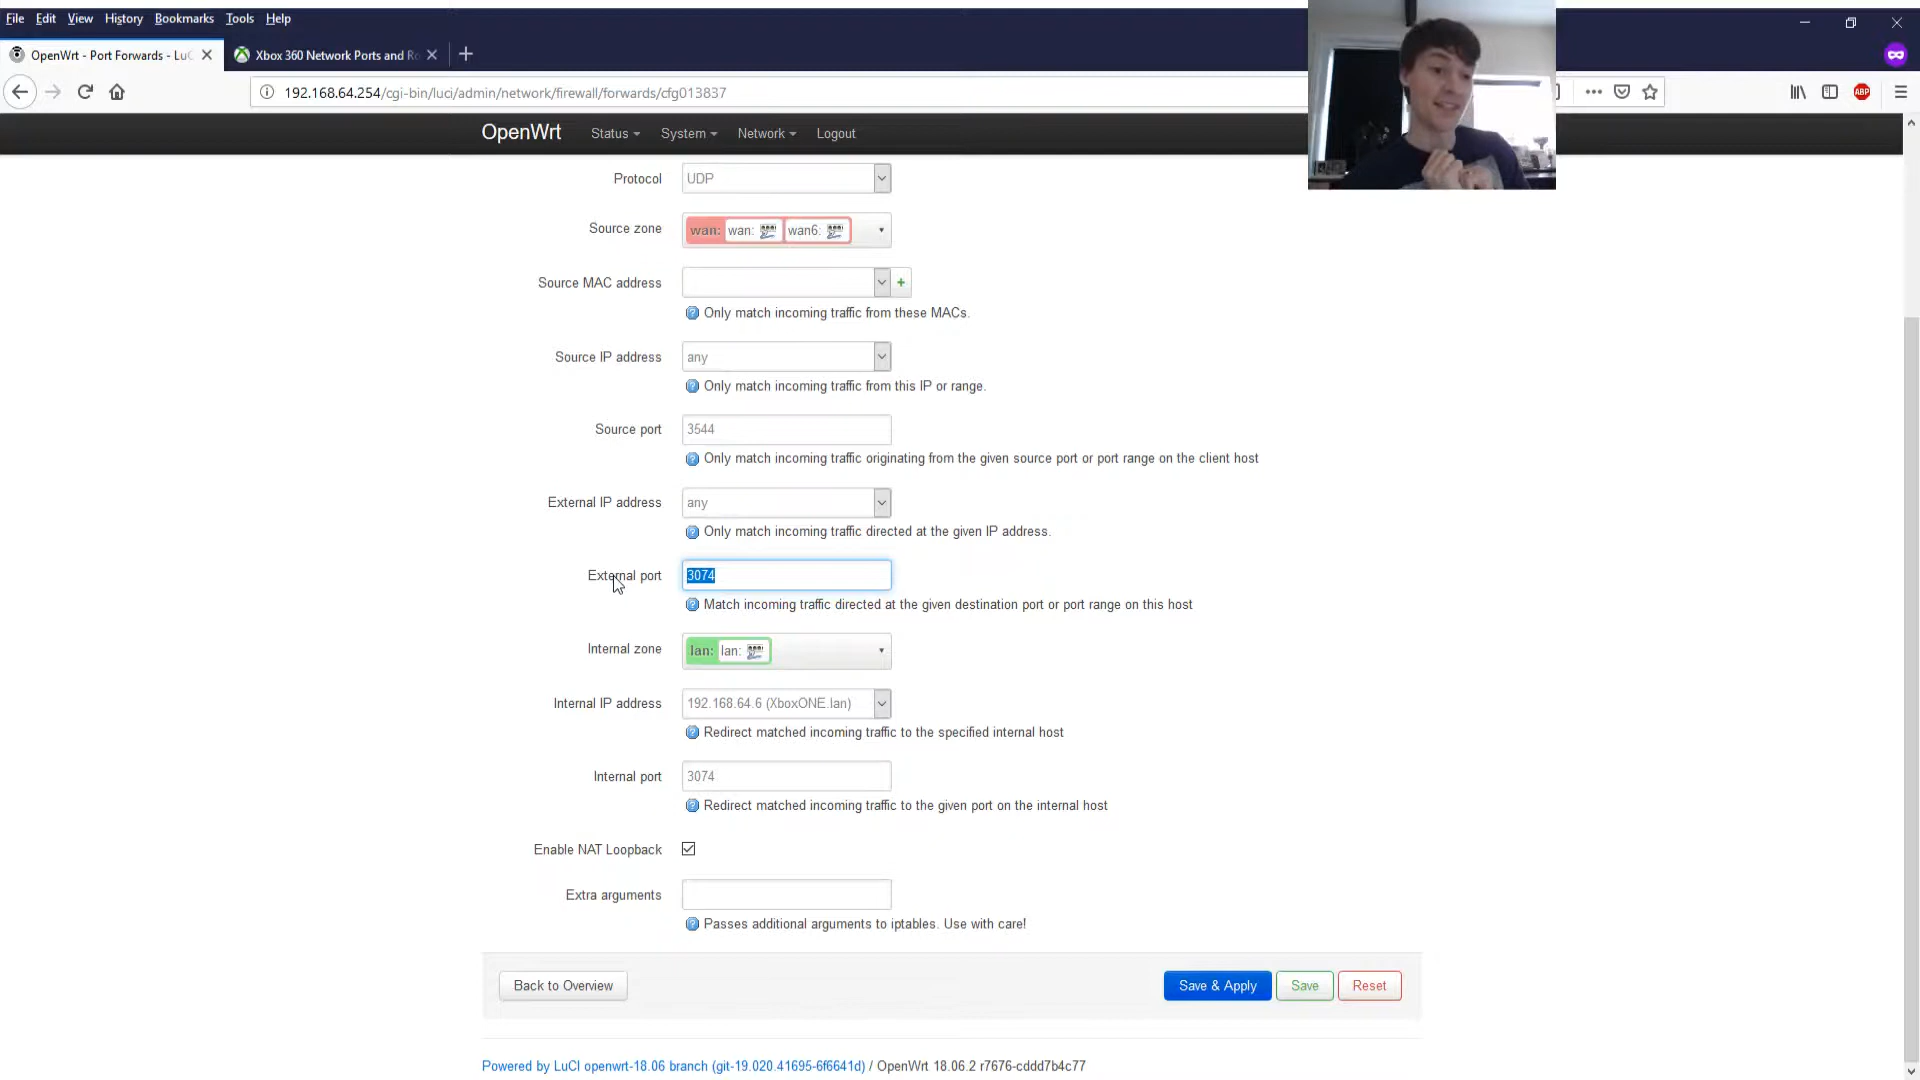 File Edit View History Bookmarks Tools Help
OpenWrt - Port Forwards - LuC
Xbox 360 Network Ports and Ro
192.168.64.254/cgi-bin/luci/admin/network/firewall/forwards/cfg013837
ABP
OpenWrt Status System Network Logout
Protocol UDP
Source zone wan: wan: wan6:
Source MAC address
Only match incoming traffic from these MACs.
Source IP address any
Only match incoming traffic from this IP or range.
Source port 3544
Only match incoming traffic originating from the given source port or port range on the client host
External IP address any
Only match incoming traffic directed at the given IP address.
External port 3074
Match incoming traffic directed at the given destination port or port range on this host
Internal zone lan: lan:
Internal IP address 192.168.64.6 (XboxONE.lan)
Redirect matched incoming traffic to the specified internal host
Internal port 3074
Redirect matched incoming traffic to the given port on the internal host
Enable NAT Loopback
Extra arguments
Passes additional arguments to iptables. Use with care!
Back to Overview Save & Apply Save Reset
Powered by LuCI openwrt-18.06 branch (git-19.020.41695-6f6641d) / OpenWrt 18.06.2 r7676-cddd7b4c77